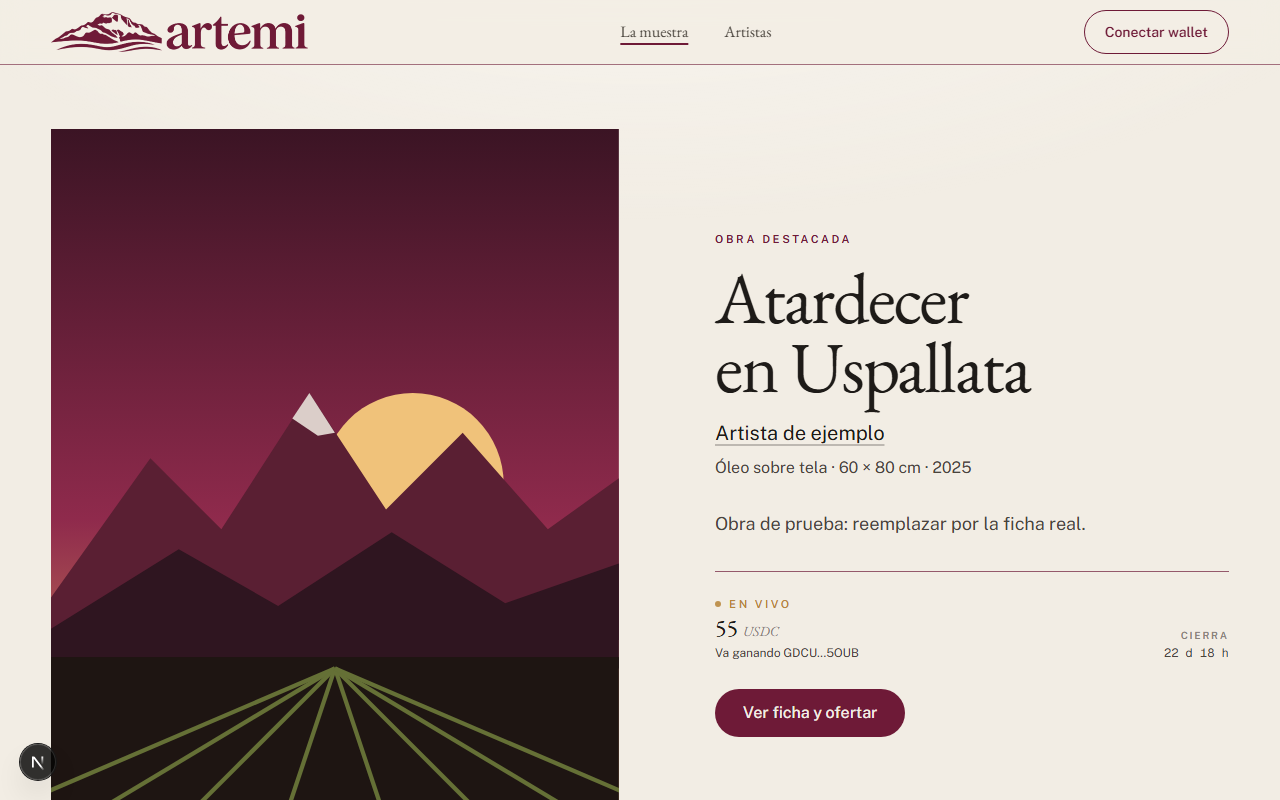 artemi
La muestra
Artistas
Conectar wallet
OBRA DESTACADA
Atardecer
en Uspallata
Artista de ejemplo
Óleo sobre tela · 60 × 80 cm · 2025
Obra de prueba: reemplazar por la ficha real.
EN VIVO
55 USDC
Va ganando GDCU…5OUB
CIERRA
22 d 18 h
Ver ficha y ofertar
N